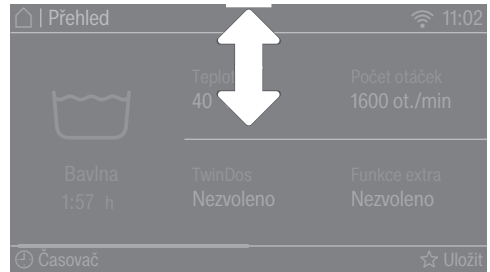 | Přehled
11:02
40
Počet otáček
1600 ot./min
Bavlna
1:57 h
TwinDos
Nezvoleno
Funkce extra
Nezvoleno
Časovač
Uložit